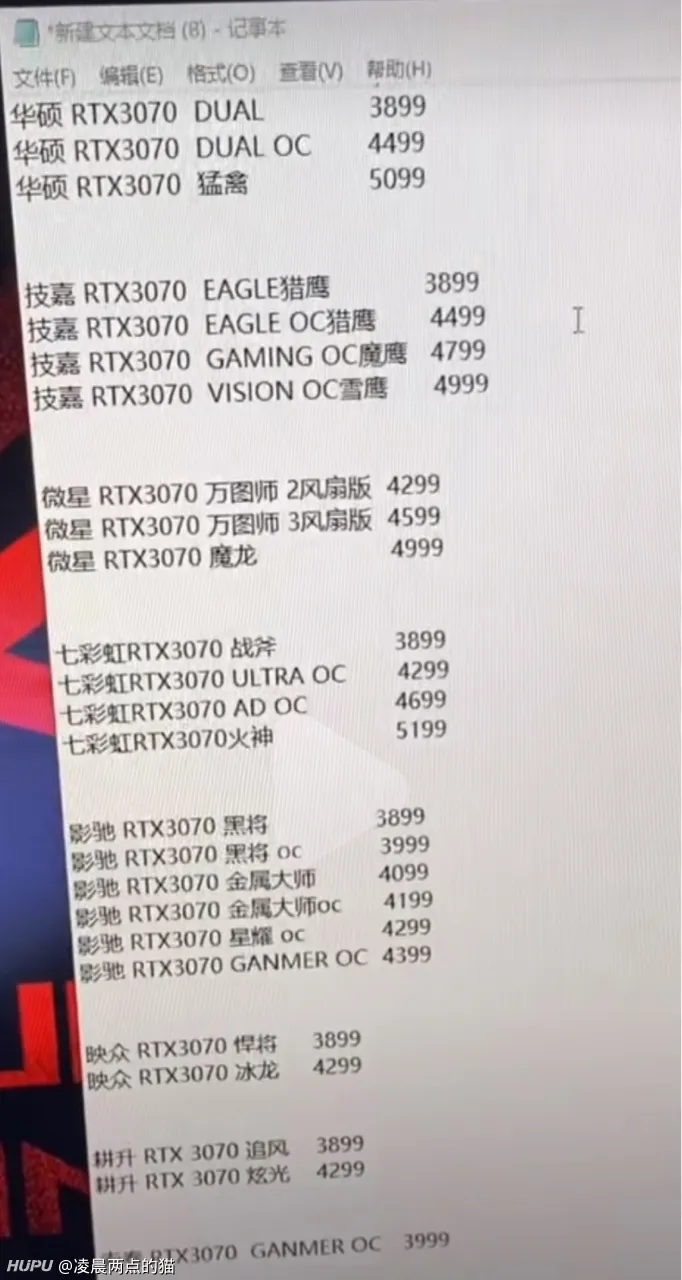 *新建文本文档 (8) - 记事本
文件(F) 编辑(E) 格式(O) 查看(V) 帮助(H)
华硕 RTX3070 DUAL 3899
华硕 RTX3070 DUAL OC 4499
华硕 RTX3070 猛禽 5099
技嘉 RTX3070 EAGLE猎鹰 3899
技嘉 RTX3070 EAGLE OC猎鹰 4499
技嘉 RTX3070 GAMING OC魔鹰 4799
技嘉 RTX3070 VISION OC雪鹰 4999
微星 RTX3070 万图师 2风扇版 4299
微星 RTX3070 万图师 3风扇版 4599
微星 RTX3070 魔龙 4999
七彩虹RTX3070 战斧 3899
七彩虹RTX3070 ULTRA OC 4299
七彩虹RTX3070 AD OC 4699
七彩虹RTX3070火神 5199
影驰 RTX3070 黑将 3899
影驰 RTX3070 黑将 oc 3999
影驰 RTX3070 金属大师 4099
影驰 RTX3070 金属大师oc 4199
影驰 RTX3070 星耀 oc 4299
影驰 RTX3070 GANMER OC 4399
映众 RTX3070 悍将 3899
映众 RTX3070 冰龙 4299
耕升 RTX 3070 追风 3899
耕升 RTX 3070 炫光 4299
RTX3070 GANMER OC 3999
HUPU @凌晨两点的猫